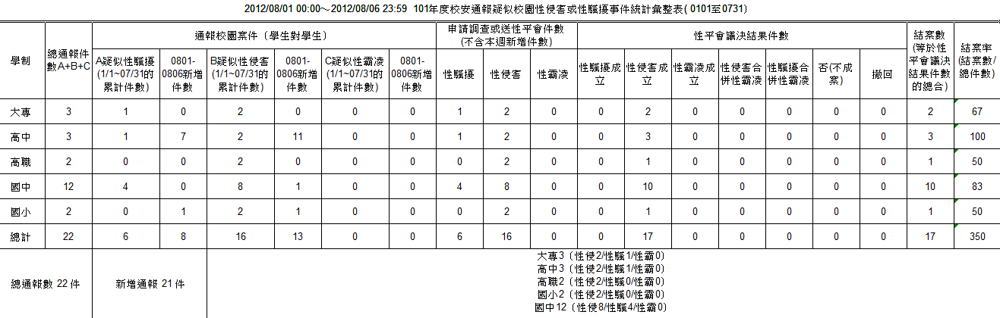 2012/08/01 00:00～2012/08/06 23:59 101年度校安通報疑似校園性侵害或性騷擾事件統計彙整表( 0101至0731)
學制
總通報件
數A+B+C
通報校園案件（學生對學生）
申請調查或送性平會件數
(不含本週新增件數)
性平會議決結果件數
結案數
(等於性
平會議決
結果件數
的總合)
結案率
(結案數/
總件數)
A疑似性騷擾
(1/1~07/31的
累計件數)
0801-
0806新增
件數
B疑似性侵害
(1/1~07/31的
累計件數)
0801-
0806新增
件數
C疑似性霸凌
(1/1~07/31的
累計件數)
0801-
0806新增
件數
性騷擾
性侵害
性霸凌
性騷擾成
立
性侵害成
立
性霸凌成
立
性侵害合
併性霸凌
性騷擾合
併性霸凌
否(不成
案)
撤回
大專 3 1 0 2 0 0 0 1 2 0 0 2 0 0 0 0 0 2 67
高中 3 1 7 2 11 0 0 1 2 0 0 3 0 0 0 0 0 3 100
高職 2 0 0 2 0 0 0 0 2 0 0 1 0 0 0 0 0 1 50
國中 12 4 0 8 1 0 0 4 8 0 0 10 0 0 0 0 0 10 83
國小 2 0 1 2 1 0 0 0 2 0 0 1 0 0 0 0 0 1 50
總計 22 6 8 16 13 0 0 6 16 0 0 17 0 0 0 0 0 17 350
總通報數 22 件
新增通報 21 件
大專3（性侵2/性騷1/性霸0）
高中3（性侵2/性騷1/性霸0）
高職2（性侵2/性騷0/性霸0）
國小2（性侵2/性騷0/性霸0）
國中12（性侵8/性騷4/性霸0）